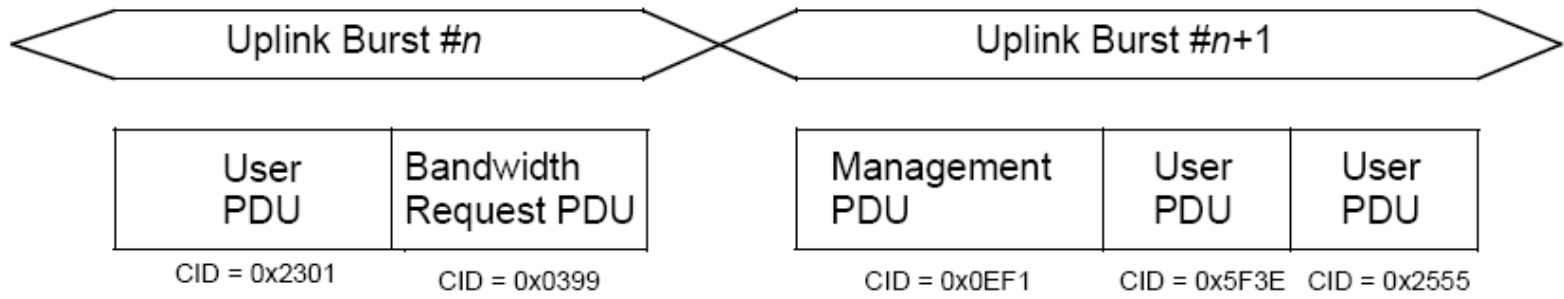 Uplink Burst #n
Uplink Burst #n+1
User
PDU
Bandwidth
Request PDU
Management
PDU
User
PDU
User
PDU
CID = 0x2301
CID = 0x0399
CID = 0x0EF1
CID = 0x5F3E
CID = 0x2555